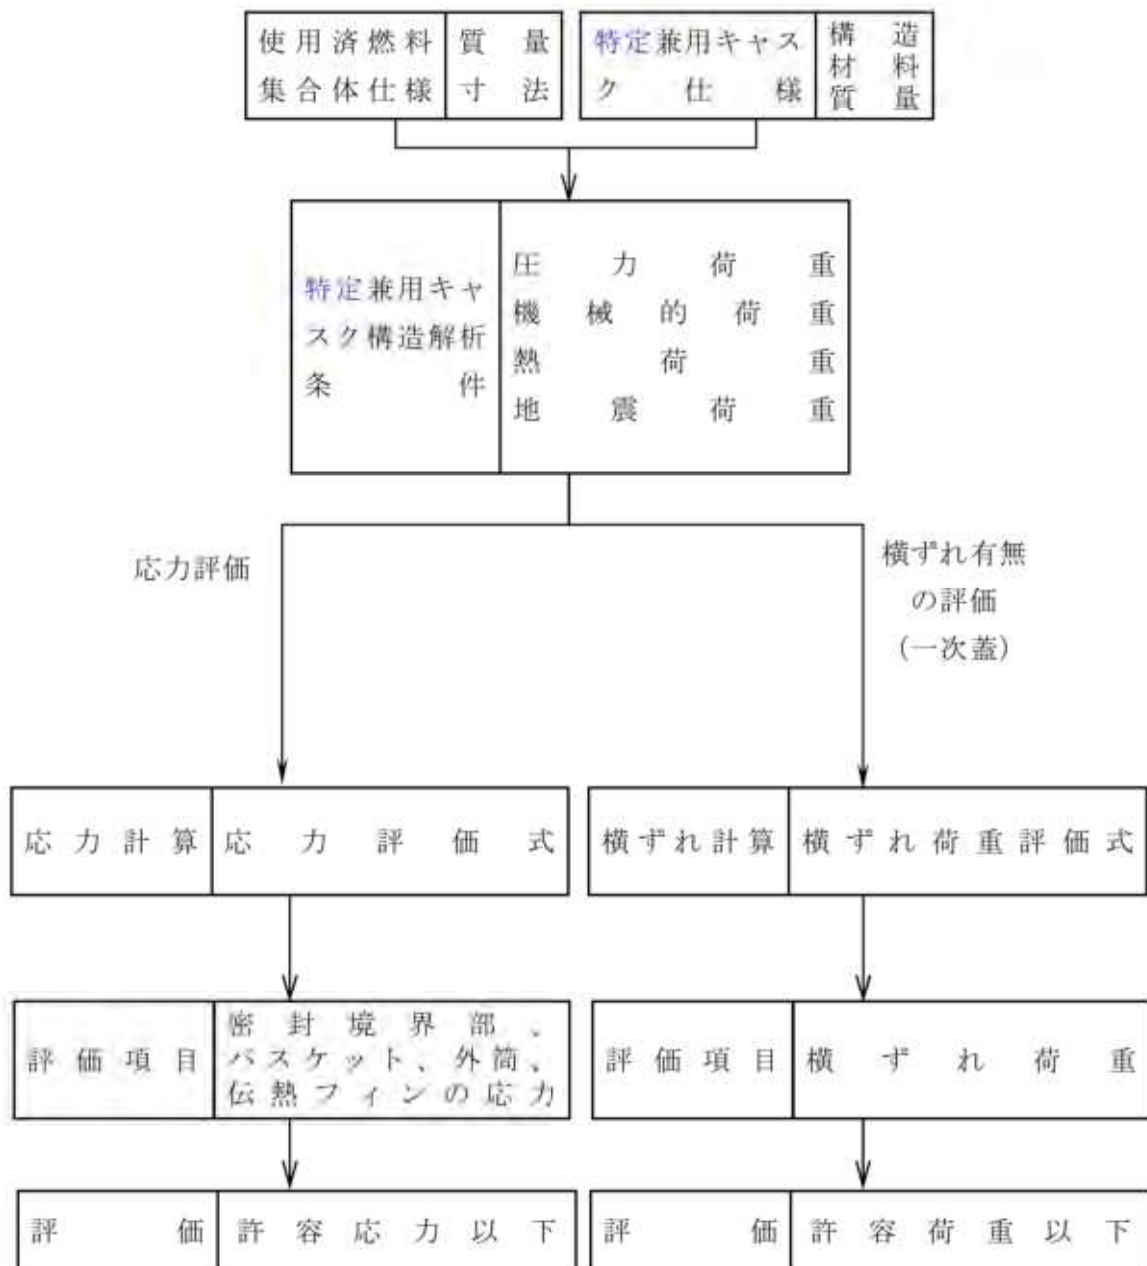 使用済燃料
集合体仕様
質量
寸法
特定兼用キャス
ク仕様
構造
材料
質量
特定兼用キャ
スク構造解析
条件
圧力荷重
機械的荷重
熱荷重
地震荷重
応力評価
横ずれ有無
の評価
(一次蓋)
応力計算
応力評価式
横ずれ計算
横ずれ荷重評価式
評価項目
密封境界部、
バスケット、外筒、
伝熱フィンの応力
評価項目
横ずれ荷重
評価
許容応力以下
評価
許容荷重以下